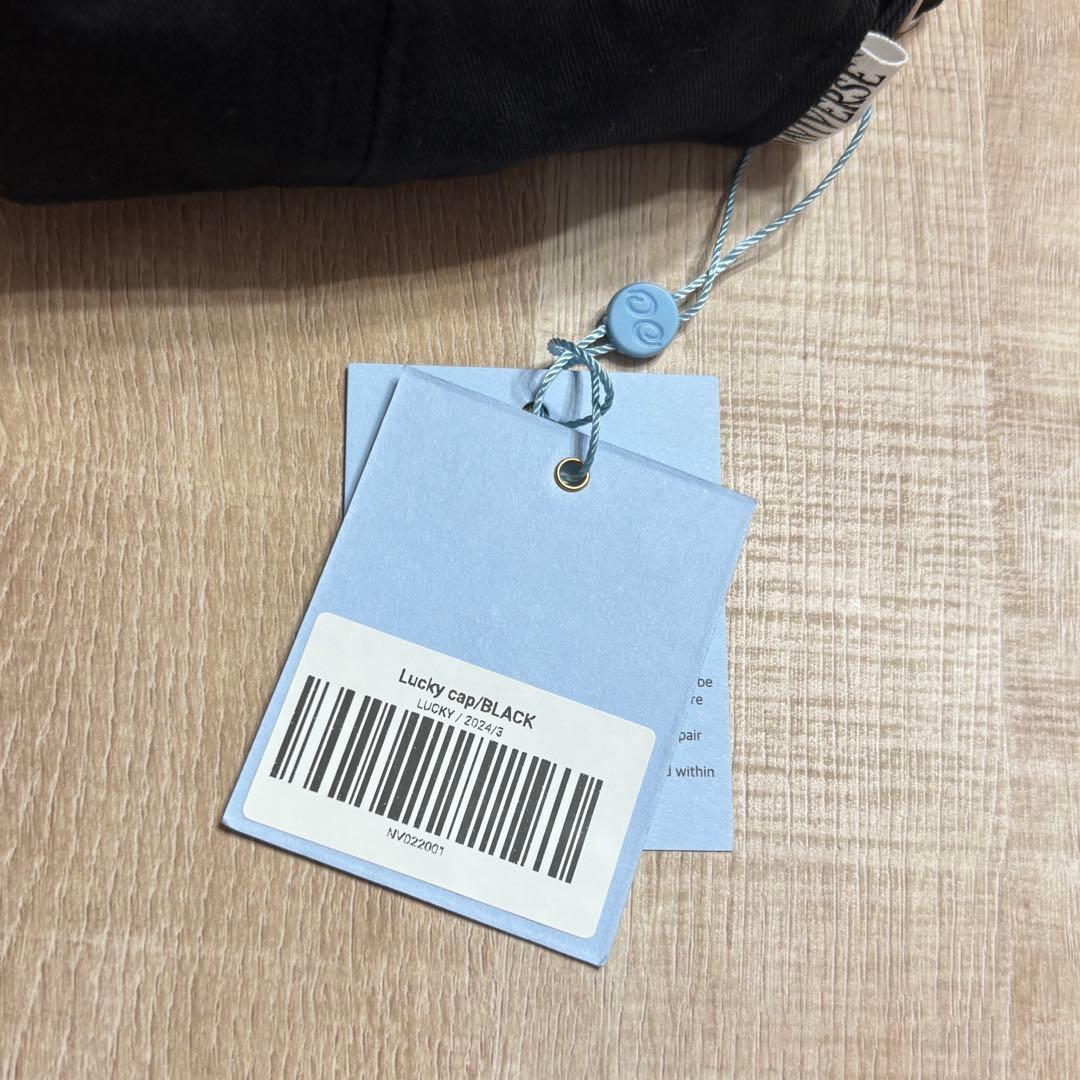 NIVERSE
Lucky cap/BLACK
LUCKY / 2024/3
NV022001
be
re
pair
within